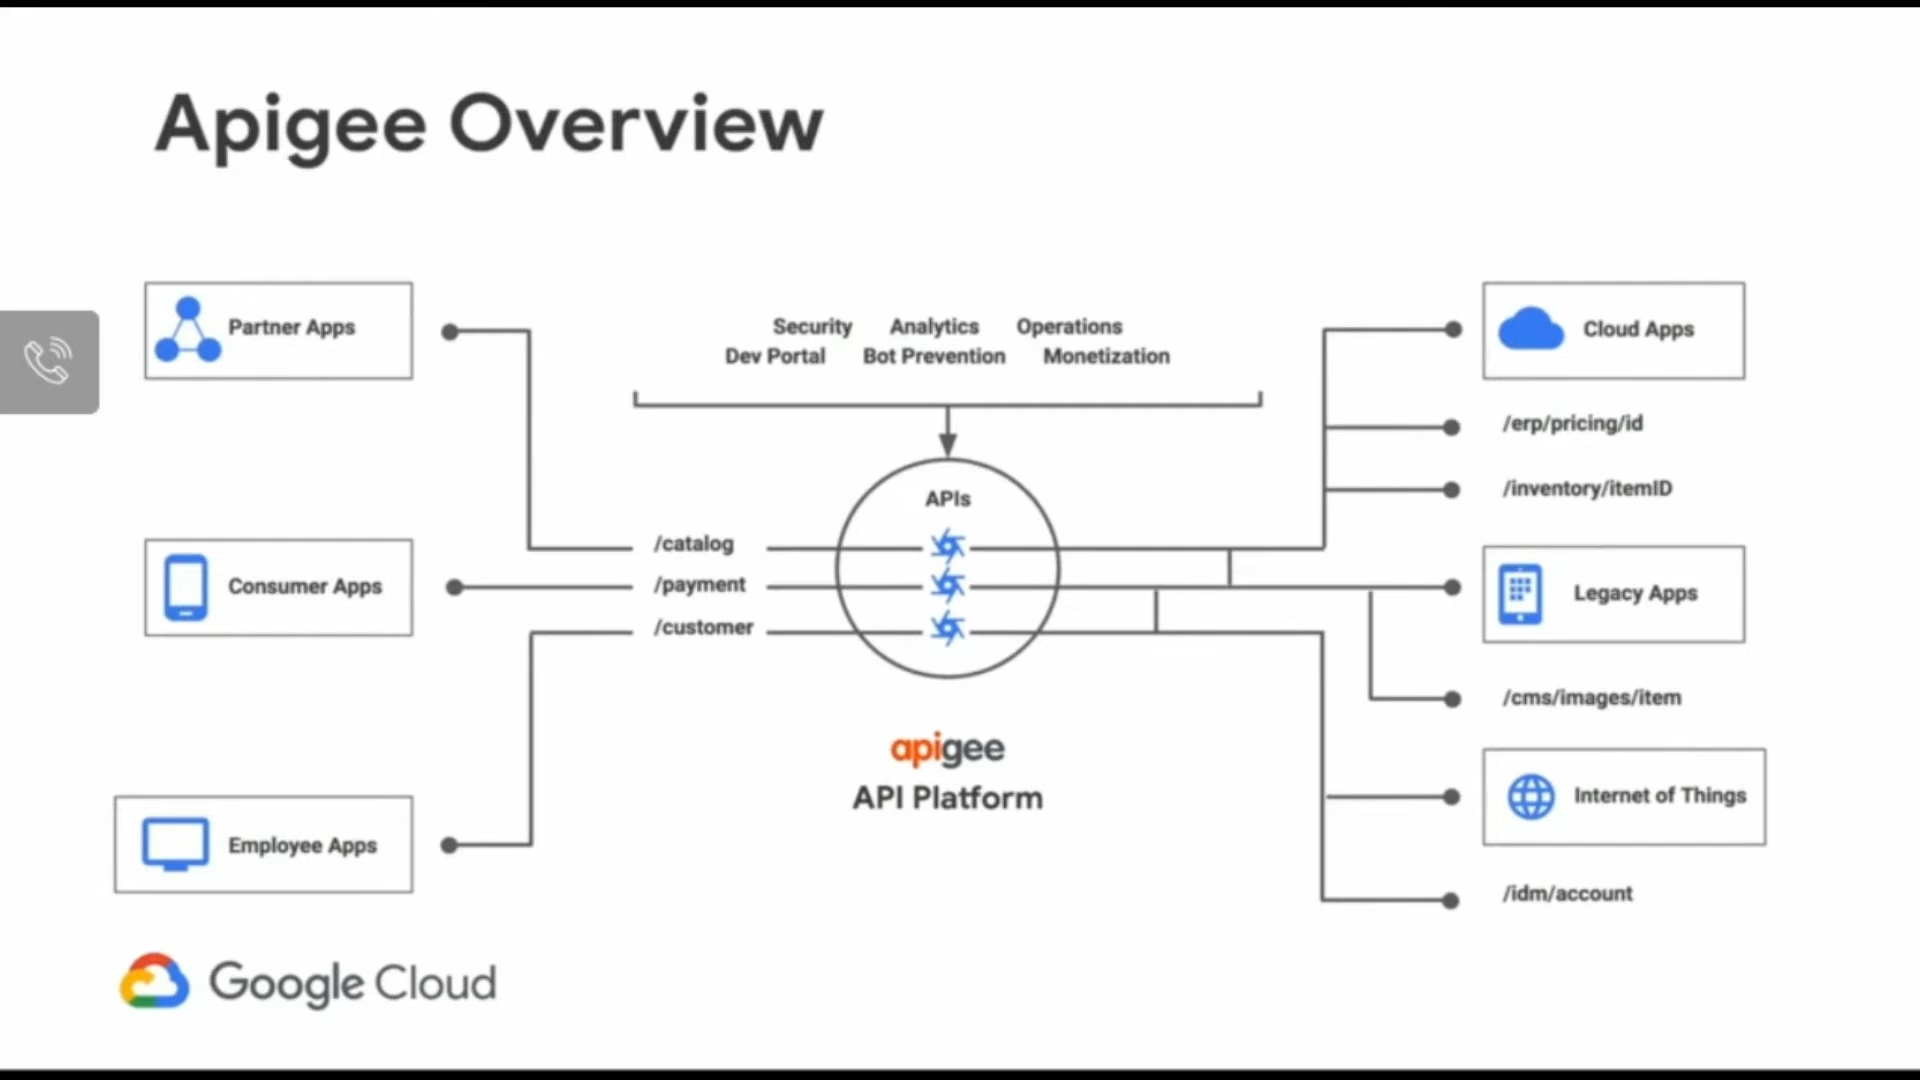 Apigee Overview
Partner Apps
Consumer Apps
Employee Apps
Security Analytics Operations
Dev Portal Bot Prevention Monetization
APIs
/catalog
/payment
/customer
apigee
API Platform
Cloud Apps
/erp/pricing/id
/inventory/itemID
Legacy Apps
/cms/images/item
Internet of Things
/idm/account
Google Cloud